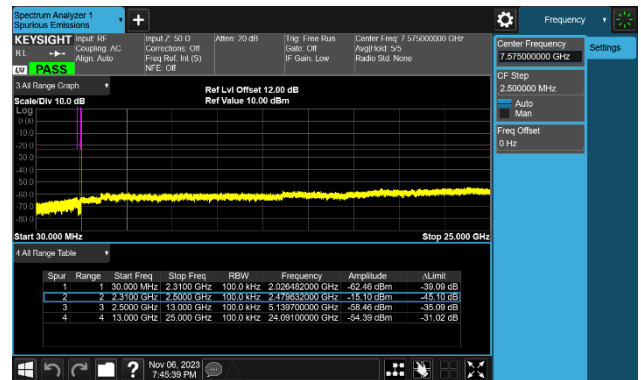 Spectrum Analyzer 1
Spurious Emissions
+
Frequency
KEYSIGHT Input: RF Input Z: 50 Ω Atten: 20 dB Trig: Free Run Center Freq: 7.575000000 GHz
RL Coupling: AC Corrections: Off Gate: Off Avg|Hold: 5/5
Align: Auto Freq Ref: Int (S) IF Gain: Low Radio Std: None
LXI PASS NFE: Off
Center Frequency
7.575000000 GHz
Settings
CF Step
2.500000 MHz
Auto
Man
Freq Offset
0 Hz
3 All Range Graph
Ref Lvl Offset 12.00 dB
Scale/Div 10.0 dB Ref Value 10.00 dBm
Log
0.00
-10.0
-20.0
-30.0
-40.0
-50.0
-60.0
-70.0
-80.0
Start 30.000 MHz Stop 25.000 GHz
4 All Range Table
Spur Range Start Freq Stop Freq RBW Frequency Amplitude ΔLimit
1 1 30.000 MHz 2.3100 GHz 100.0 kHz 2.026482000 GHz -62.46 dBm -39.09 dB
2 2 2.3100 GHz 2.5000 GHz 100.0 kHz 2.479632000 GHz -15.10 dBm -45.10 dB
3 3 2.5000 GHz 13.000 GHz 100.0 kHz 5.139700000 GHz -58.46 dBm -35.09 dB
4 4 13.000 GHz 25.000 GHz 100.0 kHz 24.09100000 GHz -54.39 dBm -31.02 dB
? Nov 06, 2023
7:45:39 PM